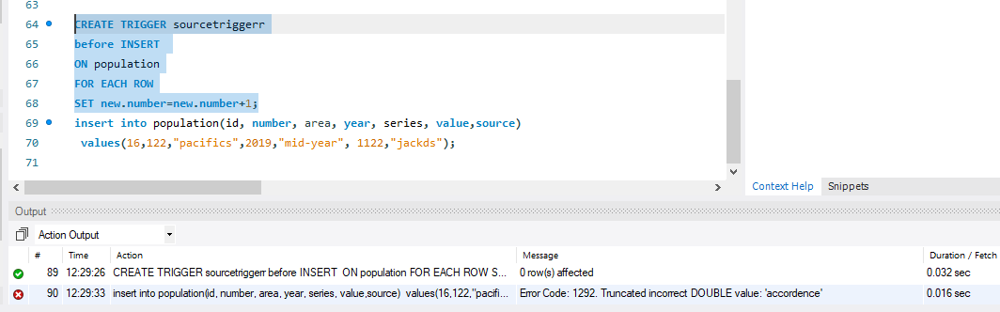 63
64 CREATE TRIGGER sourcetriggerr
65 before INSERT
66 ON population
67 FOR EACH ROW
68 SET new.number=new.number+1;
69 insert into population(id, number, area, year, series, value,source)
70 values(16,122,"pacifics",2019,"mid-year", 1122,"jackds");
71
Context Help Snippets
Output
Action Output
# Time Action Message Duration / Fetch
89 12:29:26 CREATE TRIGGER sourcetriggerr before INSERT ON population FOR EACH ROW S... 0 row(s) affected 0.032 sec
90 12:29:33 insert into population(id, number, area, year, series, value,source) values(16,122,"pacifi... Error Code: 1292. Truncated incorrect DOUBLE value: 'accordence' 0.016 sec